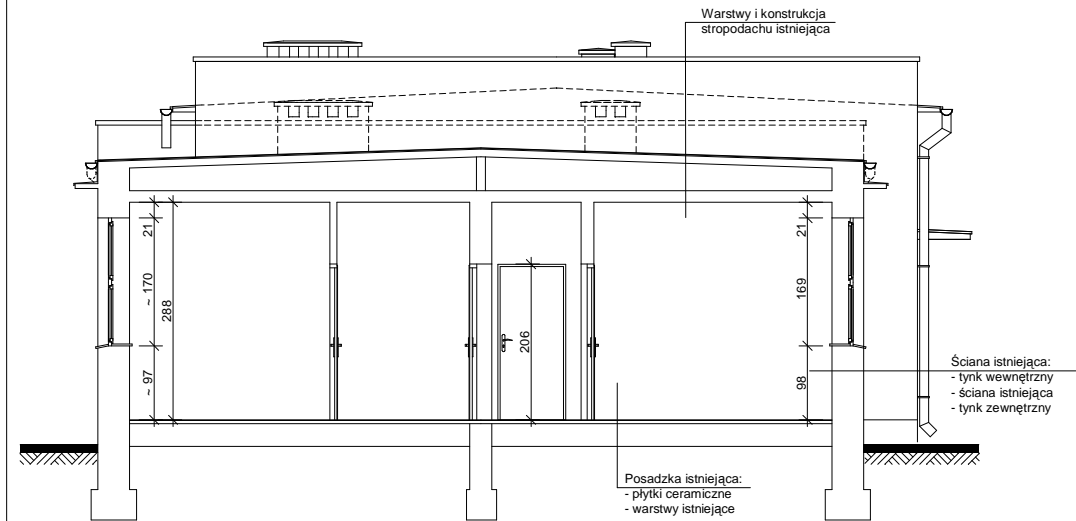 Warstwy i konstrukcja
stropodachu istniejąca
21
~ 170
288
~ 97
206
21
169
98
Ściana istniejąca:
- tynk wewnętrzny
- ściana istniejąca
- tynk zewnętrzny
Posadzka istniejąca:
- płytki ceramiczne
- warstwy istniejące